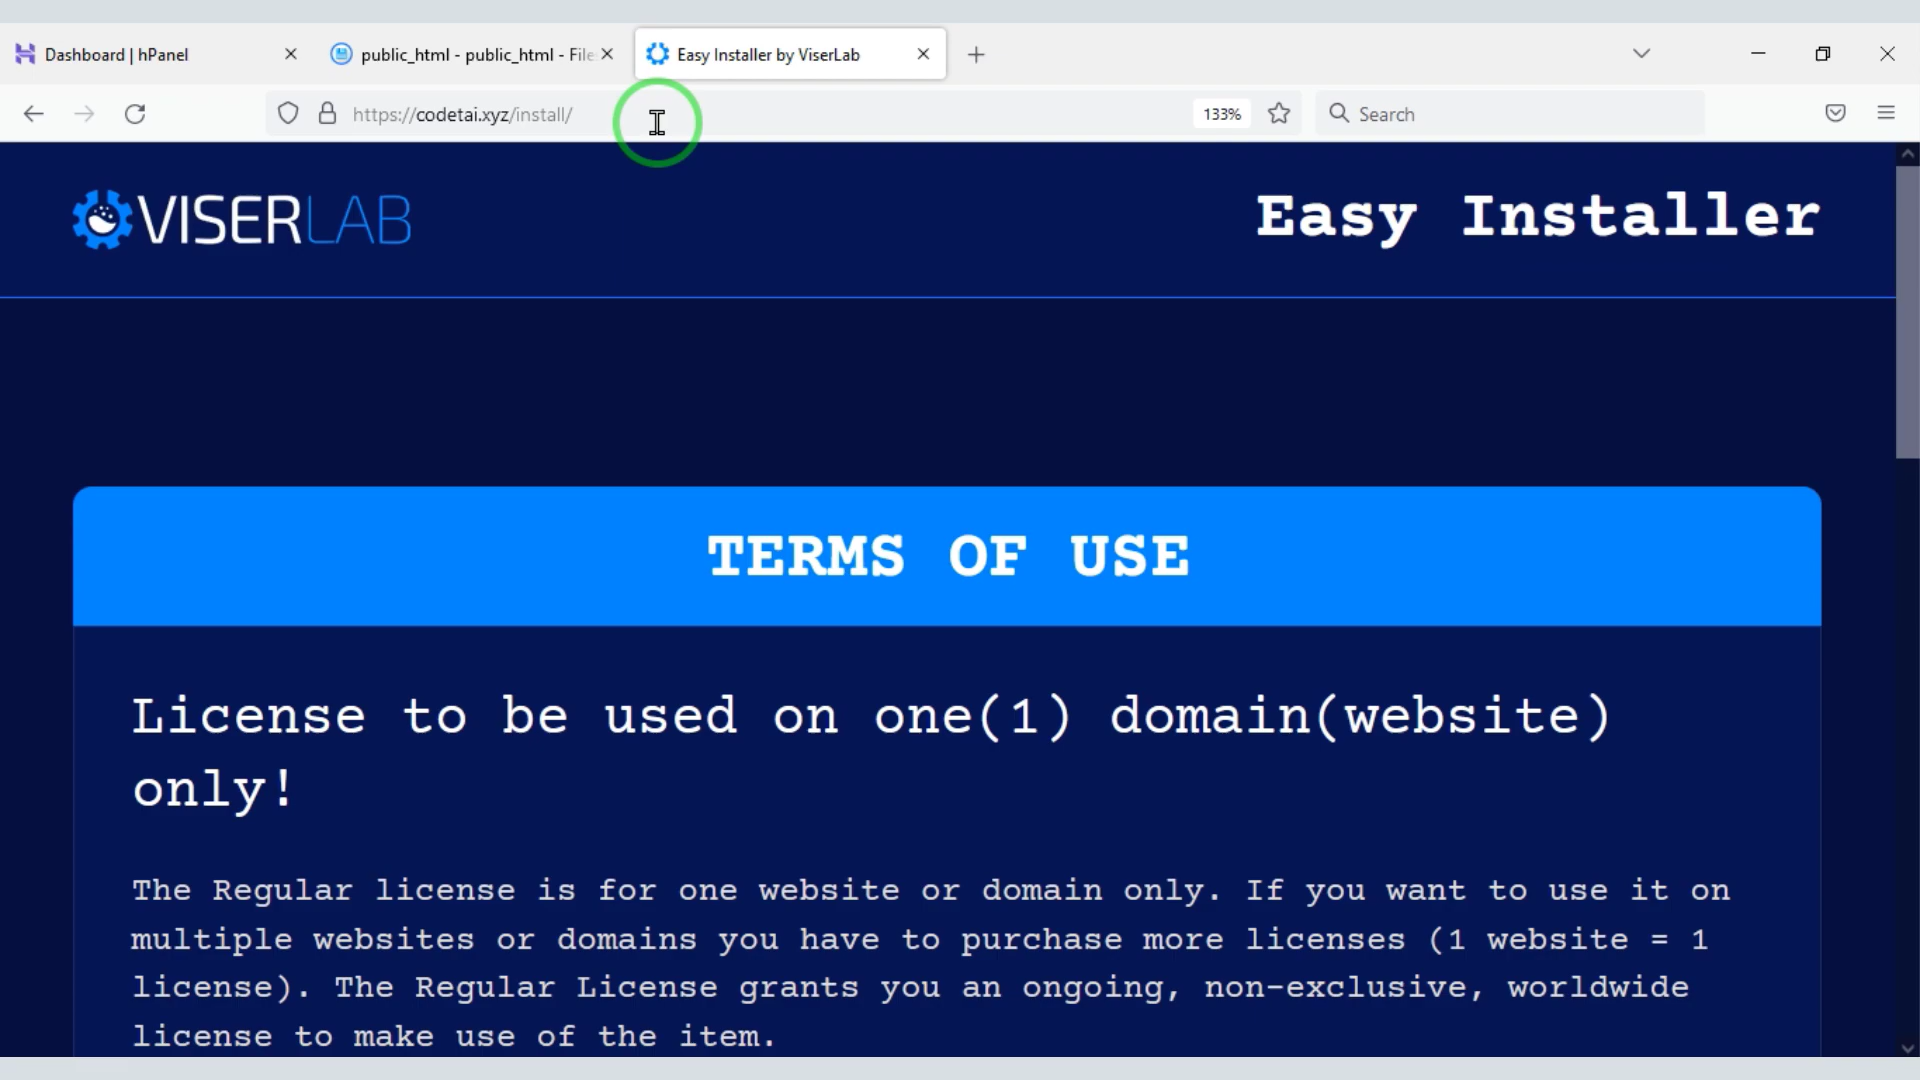 Dashboard | hPanel
public_html - public_html - File
Easy Installer by ViserLab
https://codetai.xyz/install/
133%
Search
VISERLAB
Easy Installer
TERMS OF USE
License to be used on one(1) domain(website)
only!
The Regular license is for one website or domain only. If you want to use it on
multiple websites or domains you have to purchase more licenses (1 website = 1
license). The Regular License grants you an ongoing, non-exclusive, worldwide
license to make use of the item.